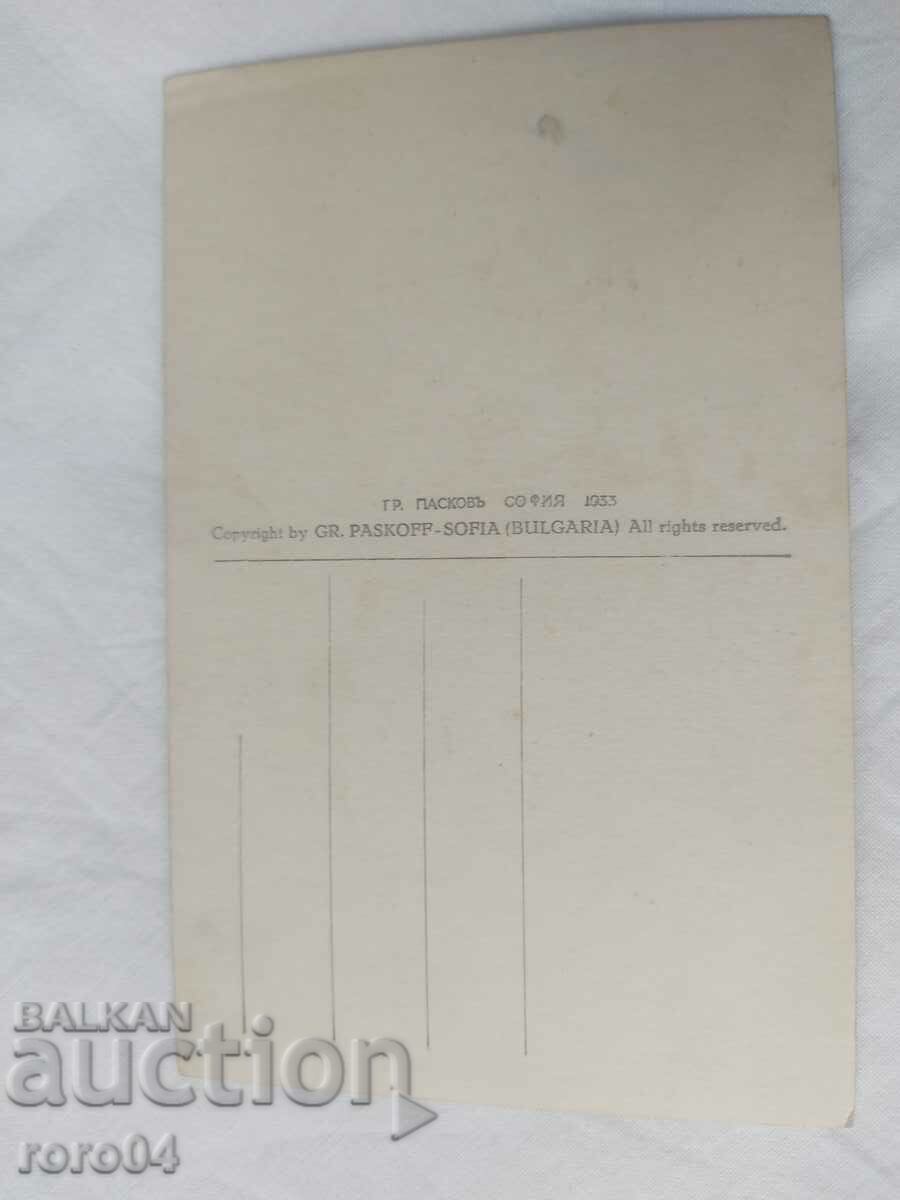 ГР. ПАСКОВЪ СОФИЯ 1933
Copyright by GR. PASKOFF-SOFIA (BULGARIA) All rights reserved.
BALKAN
auction
roro04